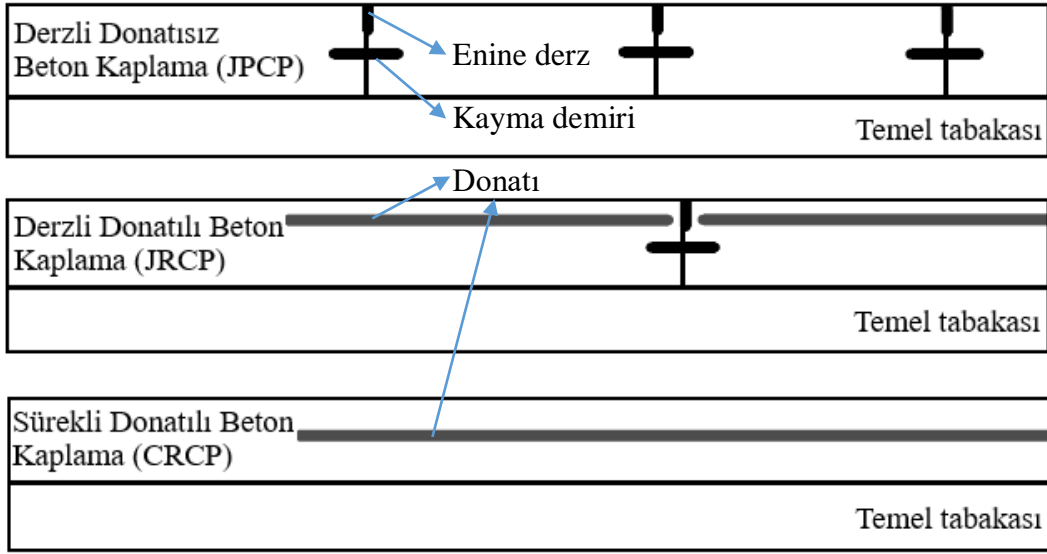 Derzli Donatısız
Beton Kaplama (JPCP)
Enine derz
Kayma demiri
Temel tabakası
Donatı
Derzli Donatılı Beton
Kaplama (JRCP)
Temel tabakası
Sürekli Donatılı Beton
Kaplama (CRCP)
Temel tabakası